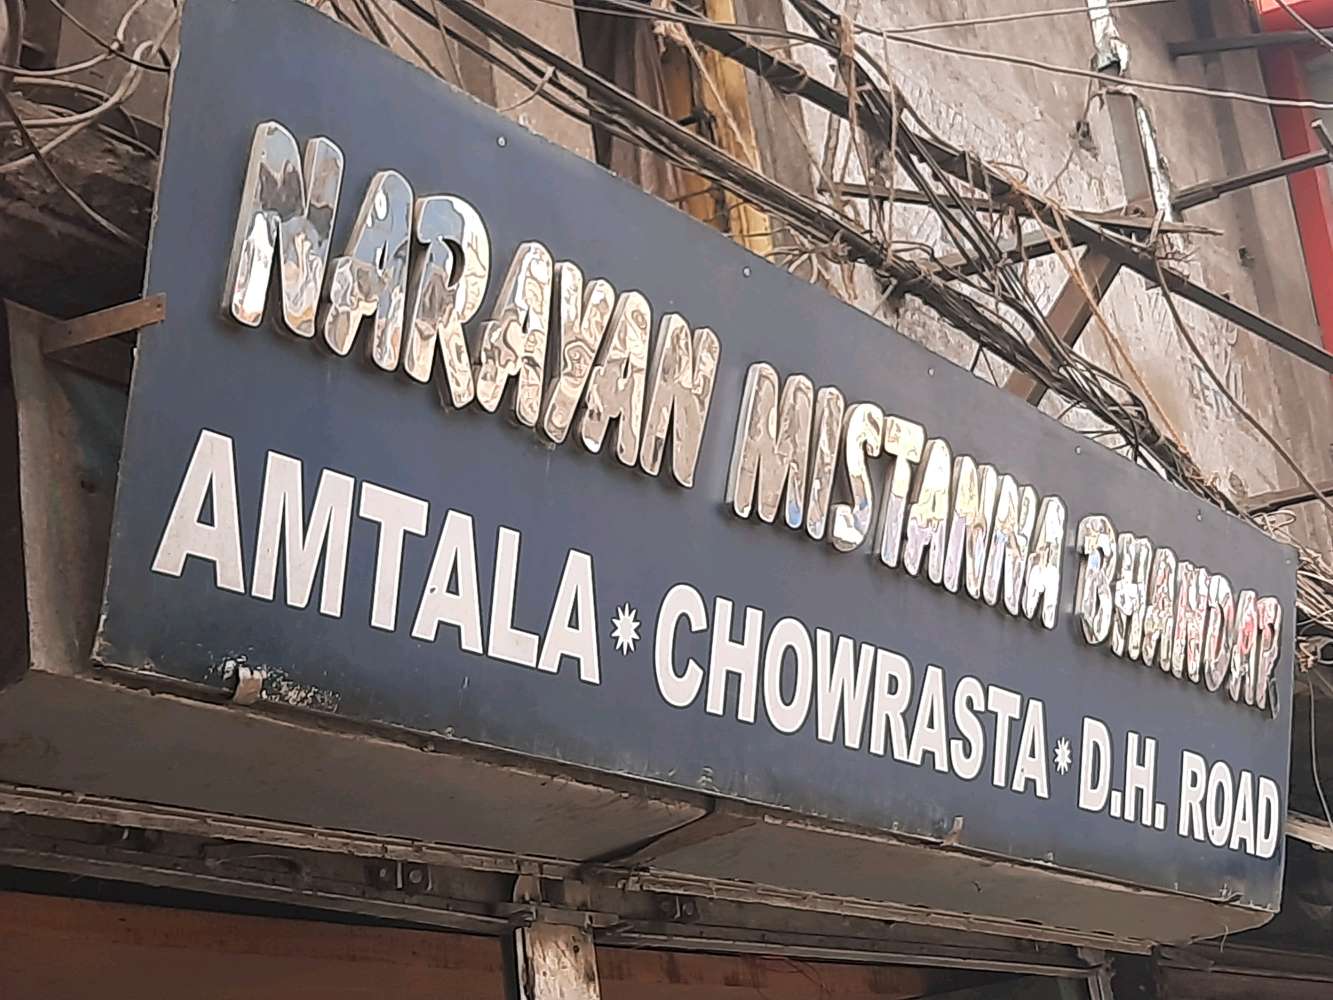 NARAYAN MISTANNA BHANDAR
AMTALA * CHOWRASTA * D.H. ROAD